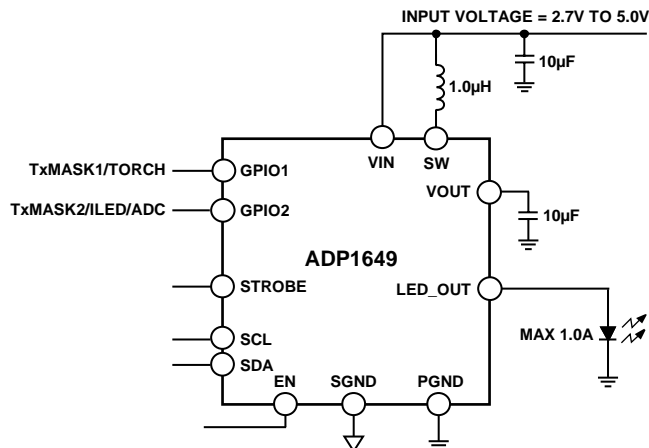 INPUT VOLTAGE = 2.7V TO 5.0V
10µF
1.0µH
VIN
SW
TxMASK1/TORCH
GPIO1
VOUT
TxMASK2/ILED/ADC
GPIO2
10µF
ADP1649
STROBE
LED_OUT
SCL
MAX 1.0A
SDA
EN
SGND
PGND